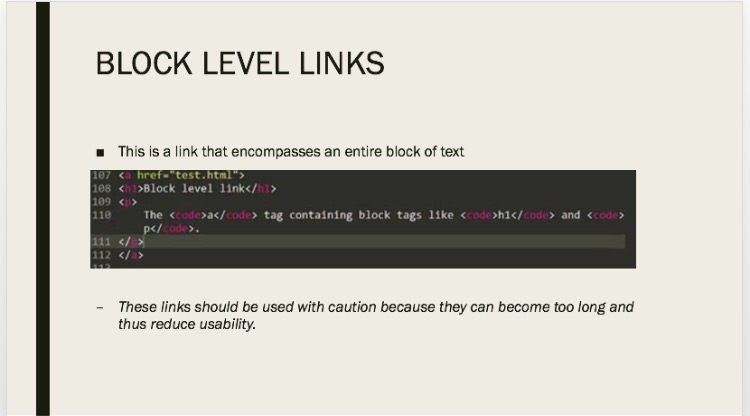 BLOCK LEVEL LINKS
■ This is a link that encompasses an entire block of text
107 <a href="test.html">
108 <h1>Block level link</h1>
109 <p>
110 The <code>a</code> tag containing block tags like <code>h1</code> and <code>
p</code>.
111 </p>
112 </a>
113
– These links should be used with caution because they can become too long and
thus reduce usability.